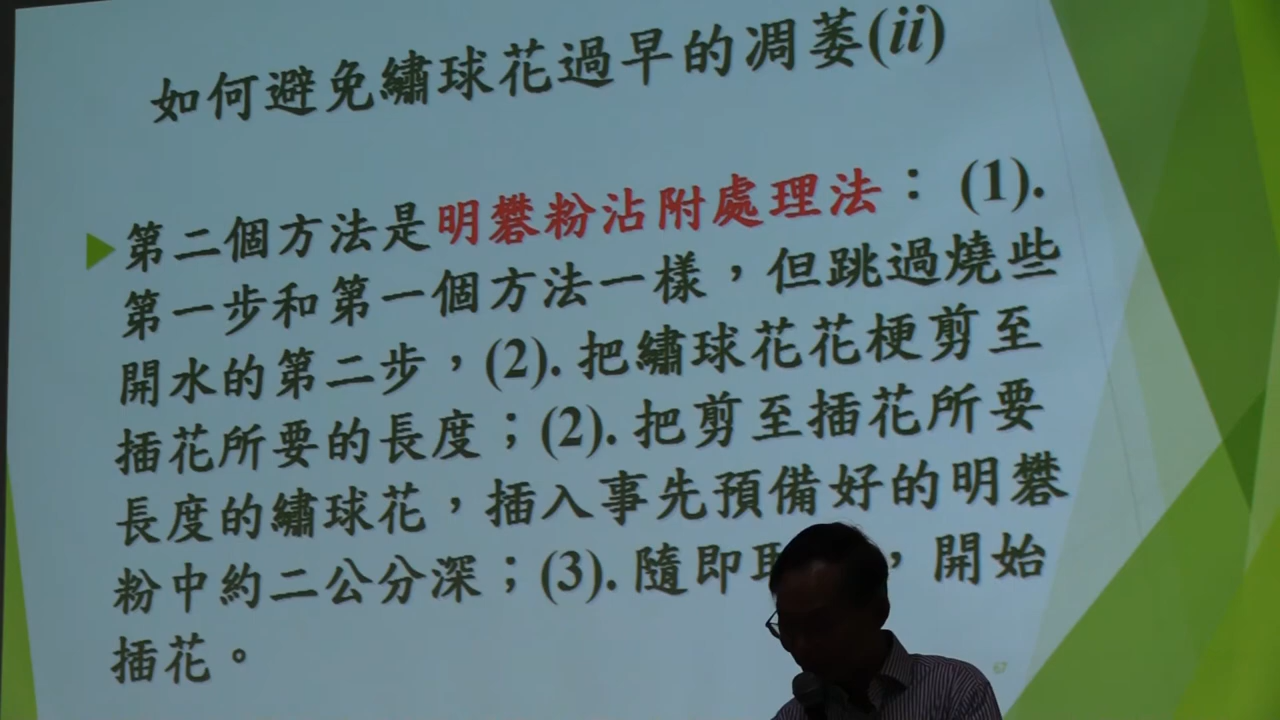 如何避免繡球花過早的凋萎(ii)
第二個方法是明礬粉沾附處理法： (1).
第一步和第一個方法一樣，但跳過燒些
開水的第二步，(2). 把繡球花花梗剪至
插花所要的長度；(2). 把剪至插花所要
長度的繡球花，插入事先預備好的明礬
粉中約二公分深；(3). 隨即，開始
插花。